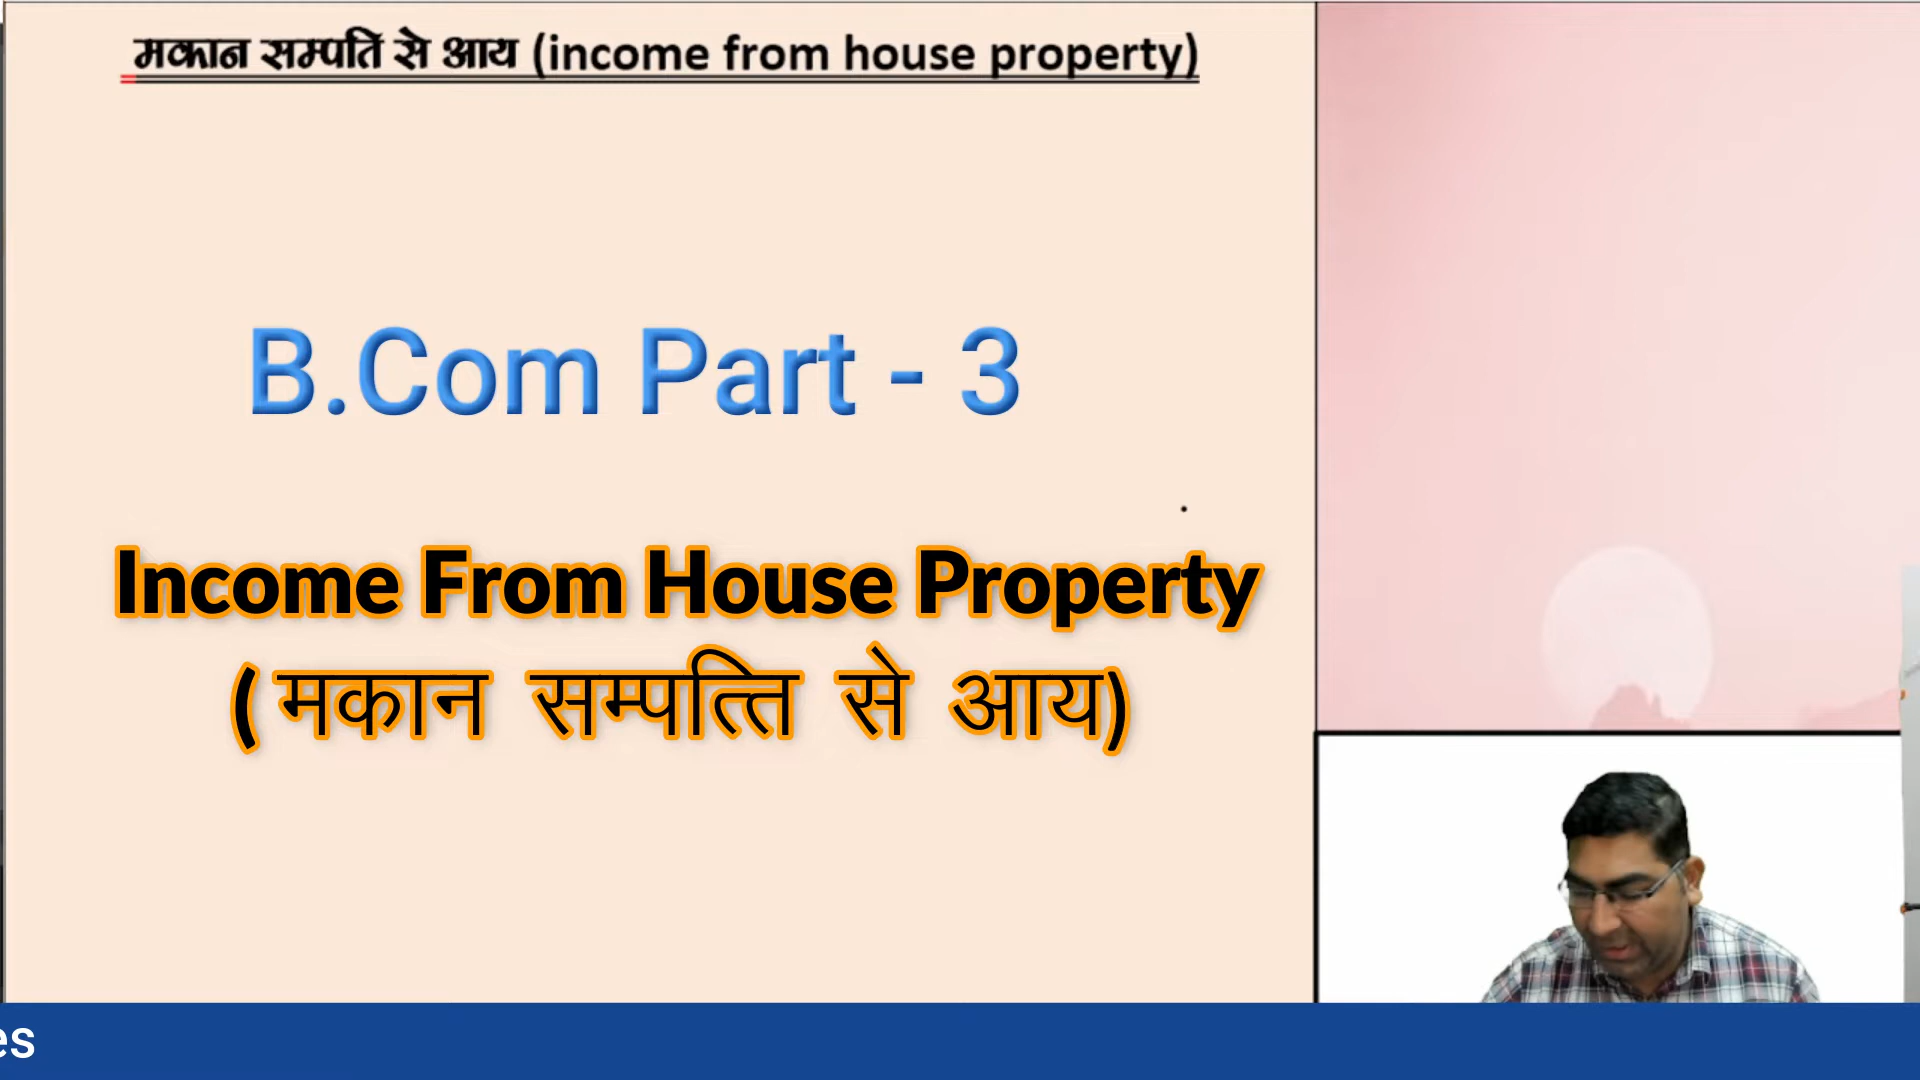 मकान सम्पति से आय (income from house property)
B.Com Part - 3
Income From House Property
(मकान सम्पत्ति से आय)
es